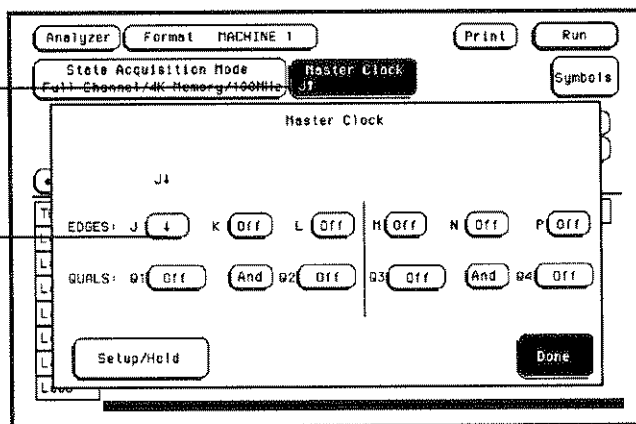 Analyzer Format MACHINE 1 Print Run
State Acquisition Mode
Full Channel/4K Memory/100MHz
Master Clock
J↑
Symbols
Master Clock
J↓
EDGES: J ↓ K Off L Off M Off N Off P Off
QUALS: Q1 Off And Q2 Off Q3 Off And Q4 Off
Setup/Hold Done